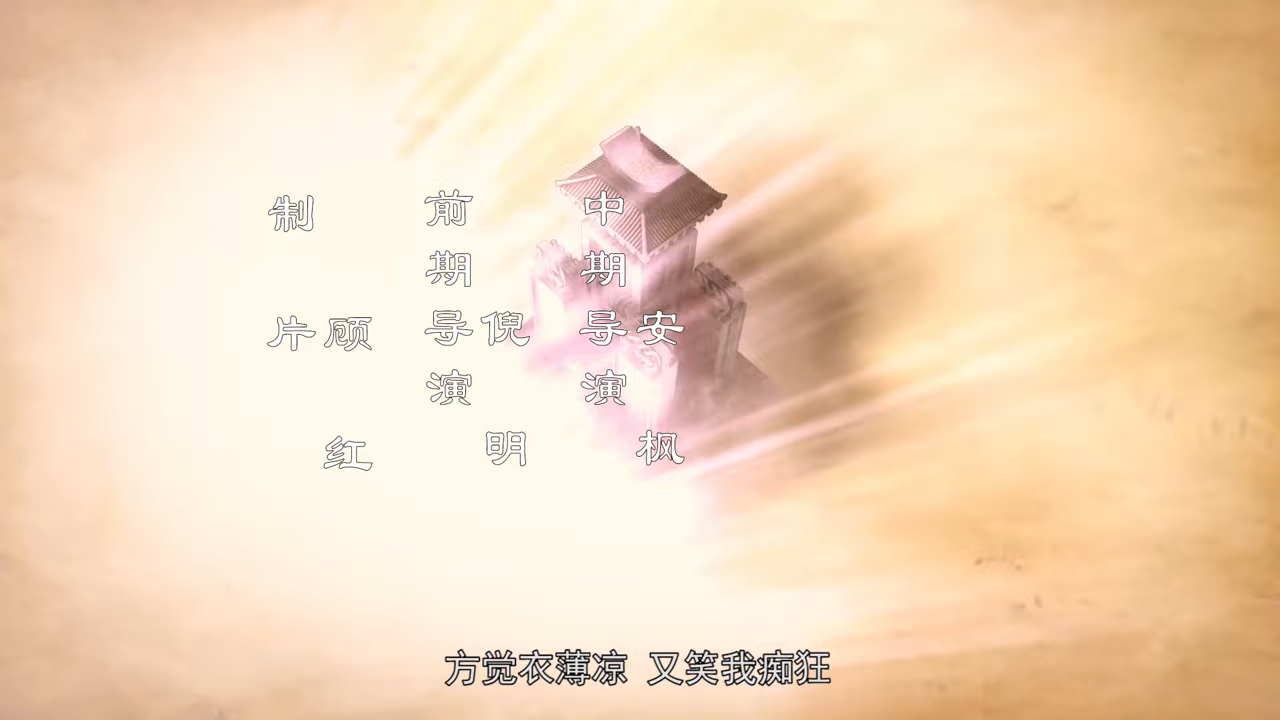 制片
顾红
前期导演
倪明
中期导演
安枫
方觉衣薄凉 又笑我痴狂